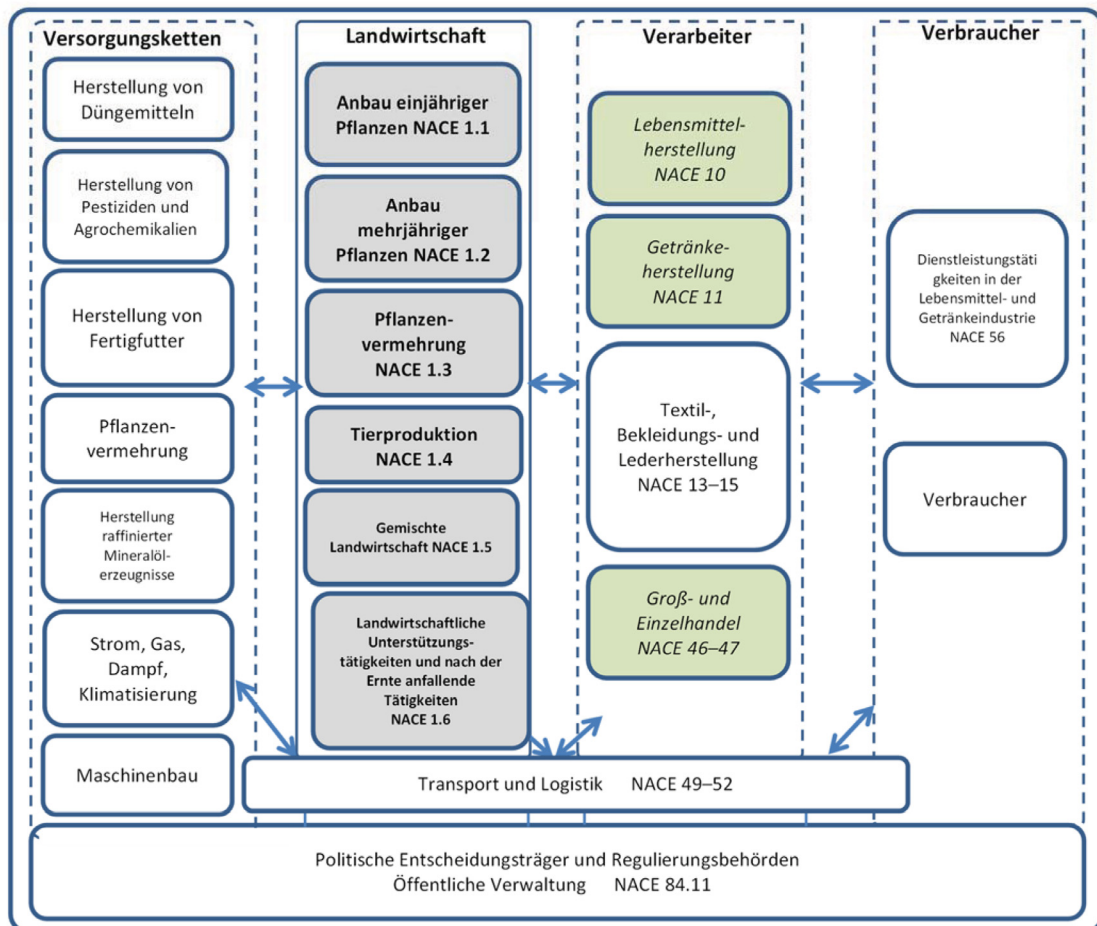 Versorgungsketten
Herstellung von
Düngemitteln
Herstellung von
Pestiziden und
Agrochemikalien
Herstellung von
Fertigfutter
Pflanzen-
vermehrung
Herstellung
raffinierter
Mineralöl-
erzeugnisse
Strom, Gas,
Dampf,
Klimatisierung
Maschinenbau
Landwirtschaft
Anbau einjähriger
Pflanzen NACE 1.1
Anbau
mehrjähriger
Pflanzen NACE 1.2
Pflanzen-
vermehrung
NACE 1.3
Tierproduktion
NACE 1.4
Gemischte
Landwirtschaft NACE 1.5
Landwirtschaftliche
Unterstützungs-
tätigkeiten und nach der
Ernte anfallende
Tätigkeiten
NACE 1.6
Verarbeiter
Lebensmittel-
herstellung
NACE 10
Getränke-
herstellung
NACE 11
Textil-,
Bekleidungs- und
Lederherstellung
NACE 13–15
Groß- und
Einzelhandel
NACE 46–47
Verbraucher
Dienstleistungstäti
gkeiten in der
Lebensmittel- und
Getränkeindustrie
NACE 56
Verbraucher
Transport und Logistik NACE 49–52
Politische Entscheidungsträger und Regulierungsbehörden
Öffentliche Verwaltung NACE 84.11